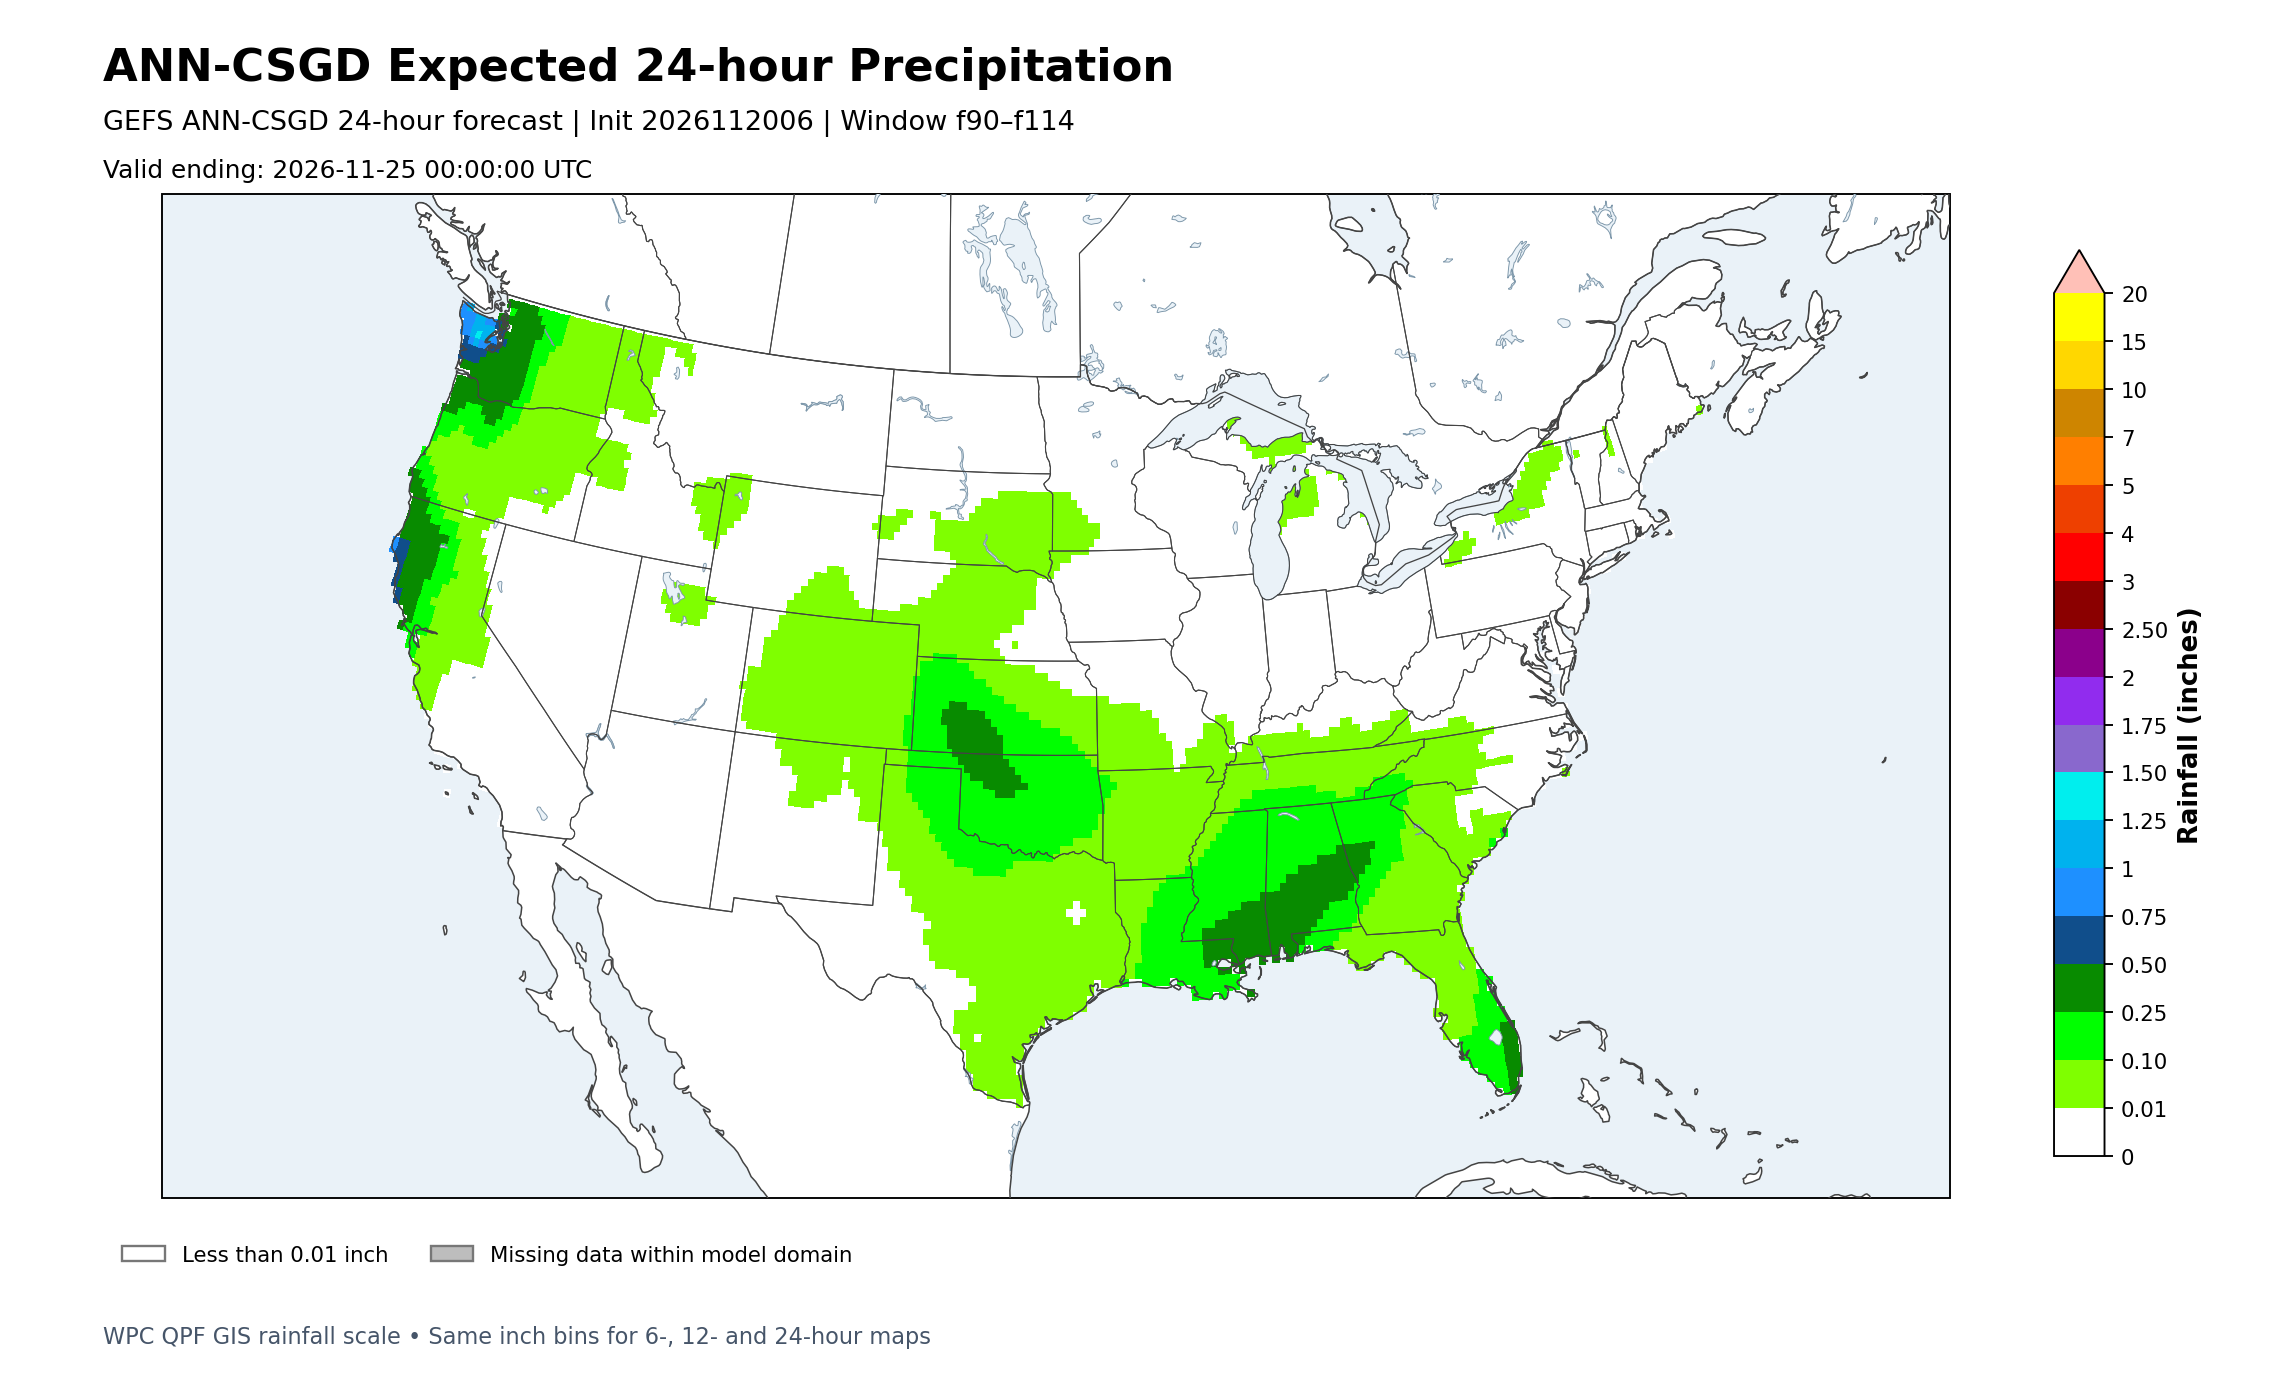 ANN-CSGD Expected 24-hour Precipitation
GEFS ANN-CSGD 24-hour forecast | Init 2026112006 | Window f90–f114
Valid ending: 2026-11-25 00:00:00 UTC
20
15
10
7
5
4
3
2.50
2
1.75
1.50
1.25
1
0.75
0.50
0.25
0.10
0.01
0
Rainfall (inches)
Less than 0.01 inch
Missing data within model domain
WPC QPF GIS rainfall scale • Same inch bins for 6-, 12- and 24-hour maps